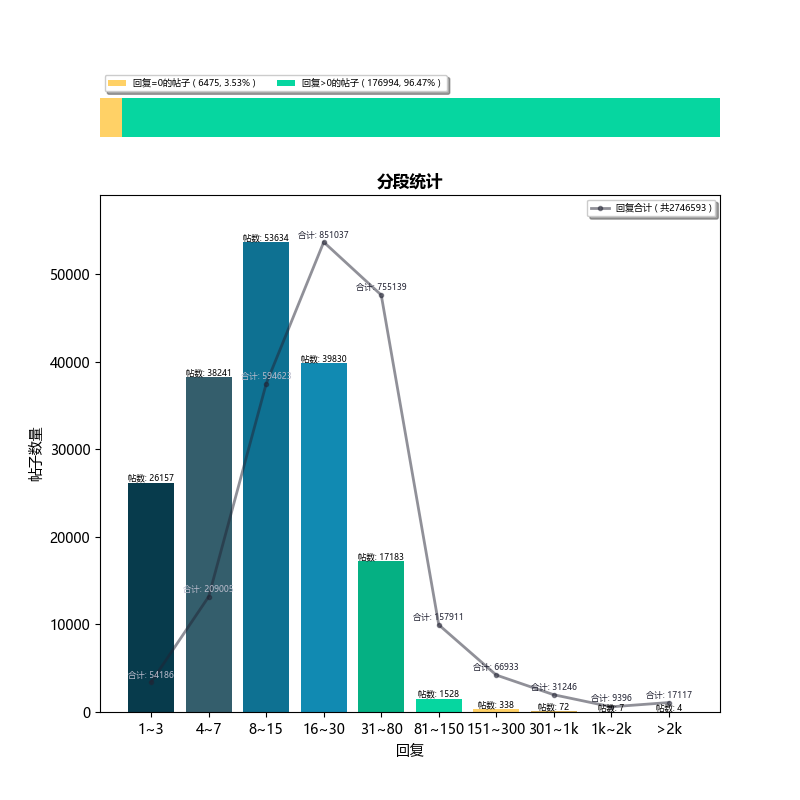 回复=0的帖子 ( 6475, 3.53% )
回复>0的帖子 ( 176994, 96.47% )
分段统计
回复合计 ( 共2746593 )
帖子数量
50000
40000
30000
20000
10000
0
帖数: 26157
帖数: 38241
帖数: 53634
帖数: 39830
帖数: 17183
帖数: 1528
帖数: 338
帖数: 72
帖数: 7
帖数: 4
合计: 54186
合计: 209005
合计: 594623
合计: 851037
合计: 755139
合计: 157911
合计: 66933
合计: 31246
合计: 9396
合计: 17117
1~3
4~7
8~15
16~30
31~80
81~150
151~300
301~1k
1k~2k
>2k
回复